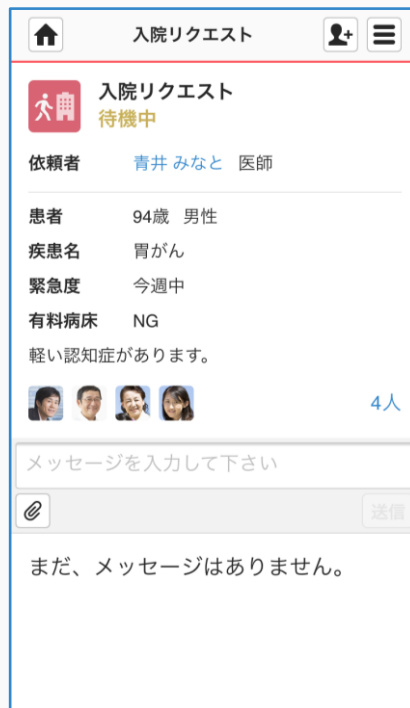 入院リクエスト
入院リクエスト
待機中
依頼者 青井 みなと 医師
患者 94歳 男性
疾患名 胃がん
緊急度 今週中
有料病床 NG
軽い認知症があります。
4人
メッセージを入力して下さい
送信
まだ、メッセージはありません。